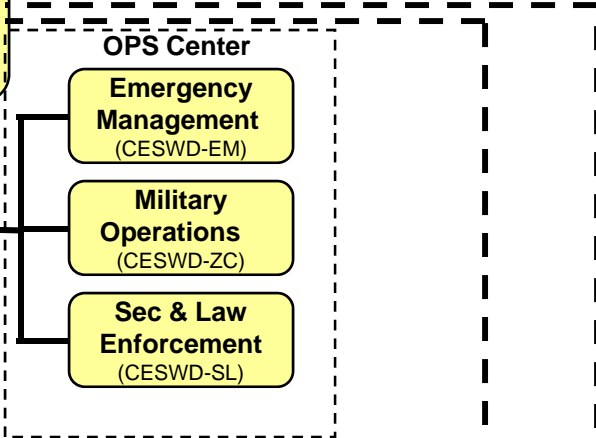 OPS Center
Emergency
Management
(CESWD-EM)
Military
Operations
(CESWD-ZC)
Sec & Law
Enforcement
(CESWD-SL)